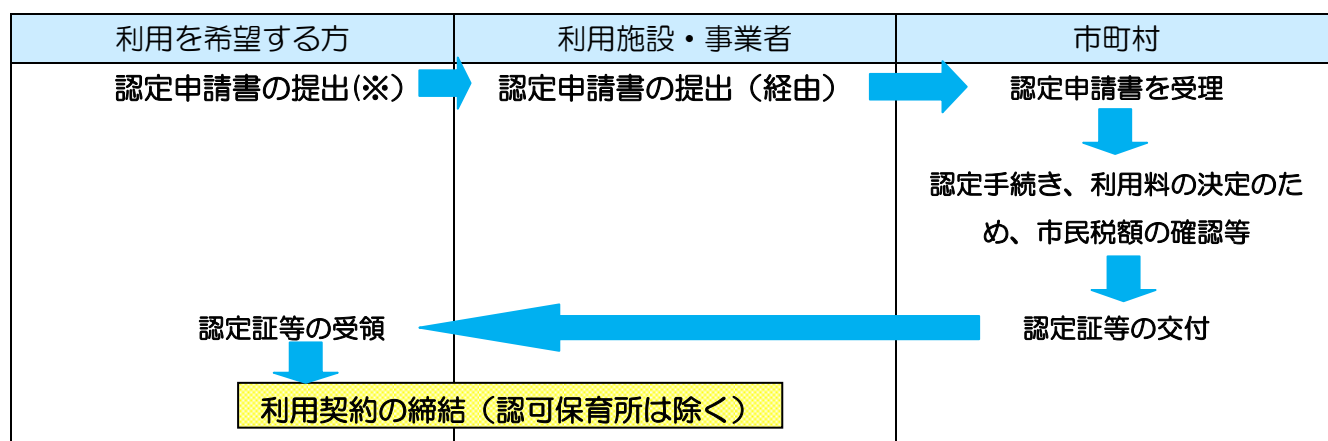 利用を希望する方
利用施設・事業者
市町村
認定申請書の提出(※)
認定申請書の提出（経由）
認定申請書を受理
認定手続き、利用料の決定のた
め、市民税額の確認等
認定証等の受領
認定証等の交付
利用契約の締結（認可保育所は除く）